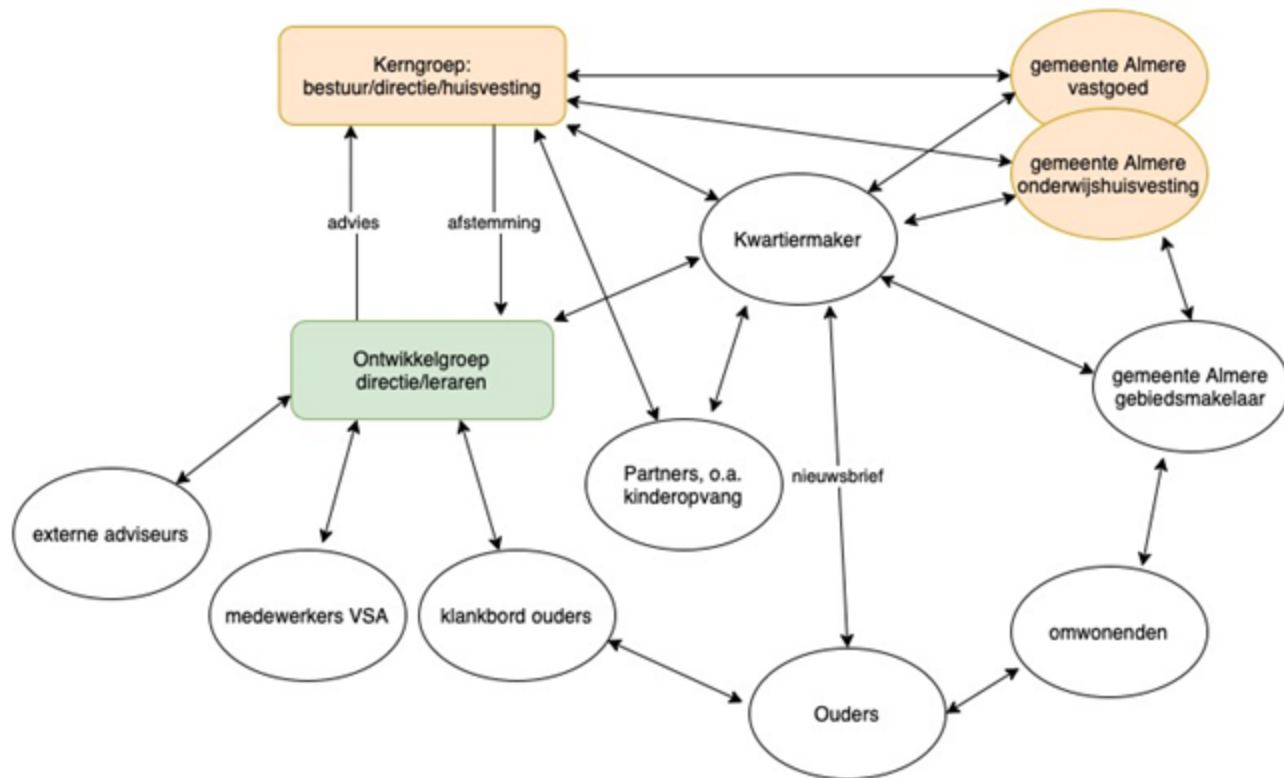 Kerngroep:
bestuur/directie/huisvesting
gemeente Almere
vastgoed
gemeente Almere
onderwijshuisvesting
advies
afstemming
Kwartiermaker
Ontwikkelgroep
directie/leraren
gemeente Almere
gebiedsmakelaar
Partners, o.a.
kinderopvang
nieuwsbrief
externe adviseurs
medewerkers VSA
klankbord ouders
omwonenden
Ouders